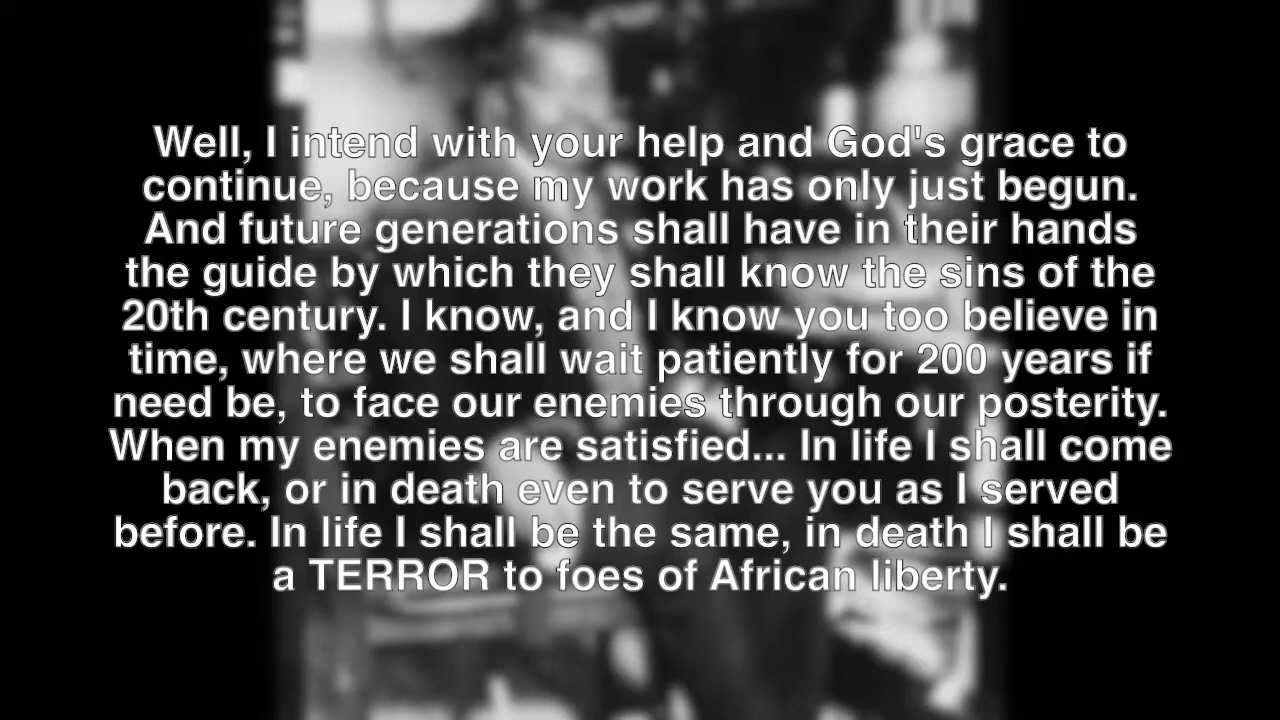 Well, I intend with your help and God's grace to
continue, because my work has only just begun.
And future generations shall have in their hands
the guide by which they shall know the sins of the
20th century. I know, and I know you too believe in
time, where we shall wait patiently for 200 years if
need be, to face our enemies through our posterity.
When my enemies are satisfied... In life I shall come
back, or in death even to serve you as I served
before. In life I shall be the same, in death I shall be
a TERROR to foes of African liberty.